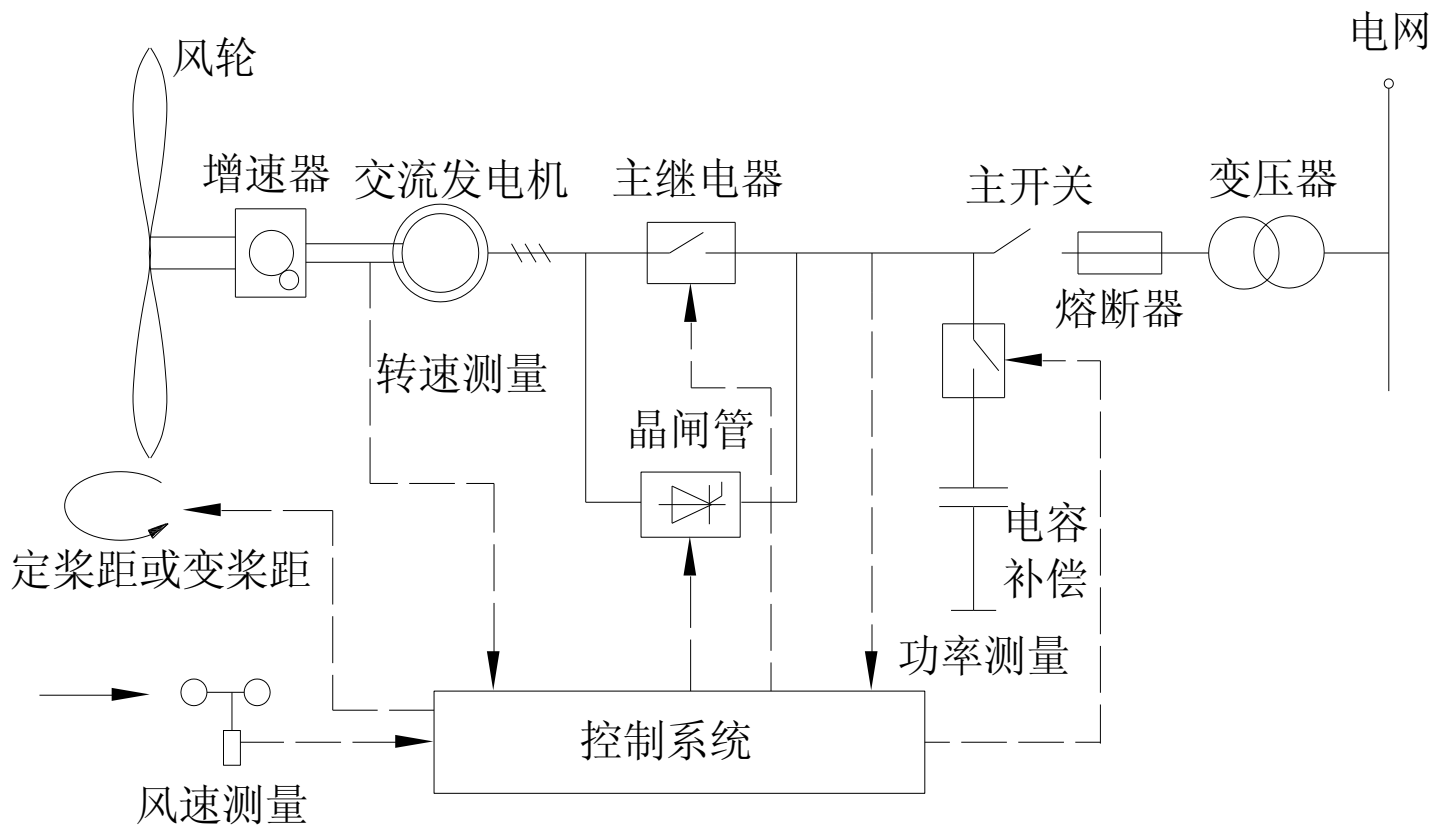 电网
风轮
增速器
交流发电机
主继电器
主开关
变压器
熔断器
转速测量
晶闸管
电容
补偿
定桨距或变桨距
功率测量
控制系统
风速测量